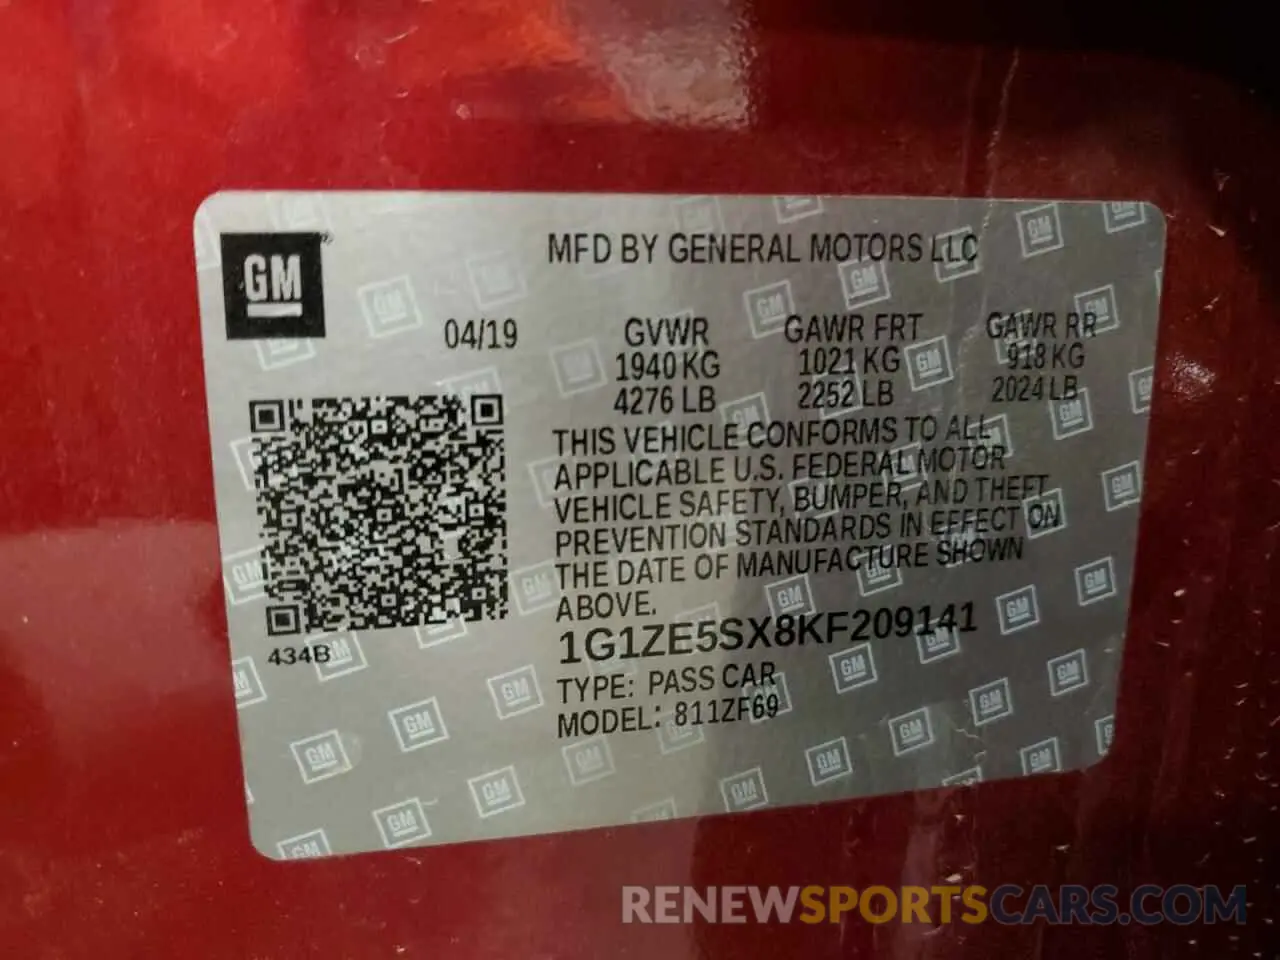 GM®
MFD BY GENERAL MOTORS LLC
04/19
GVWR GAWR FRT GAWR RR
1940 KG 1021 KG 918 KG
4276 LB 2252 LB 2024 LB
THIS VEHICLE CONFORMS TO ALL
APPLICABLE U.S. FEDERAL MOTOR
VEHICLE SAFETY, BUMPER, AND THEFT
PREVENTION STANDARDS IN EFFECT ON
THE DATE OF MANUFACTURE SHOWN
ABOVE.
434B
1G1ZE5SX8KF209141
TYPE: PASS CAR
MODEL: 811ZF69
RENEWSPORTSCARS.COM